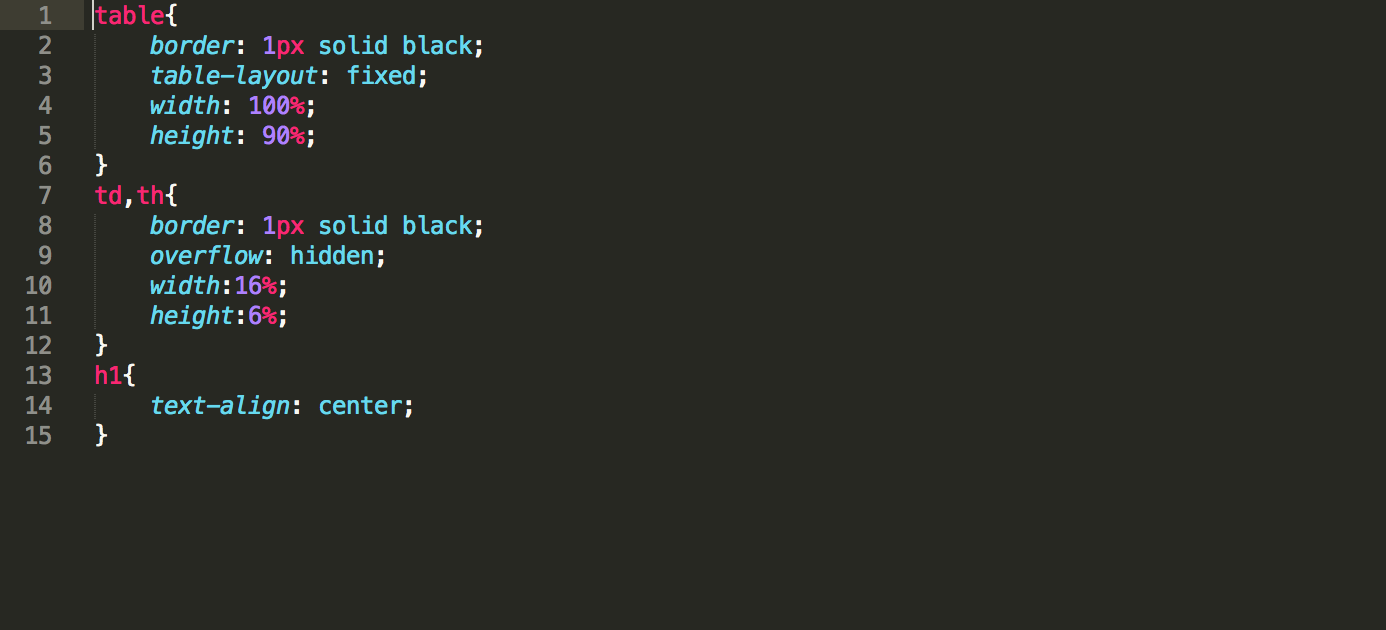 1 table{
2     border: 1px solid black;
3     table-layout: fixed;
4     width: 100%;
5     height: 90%;
6 }
7 td,th{
8     border: 1px solid black;
9     overflow: hidden;
10     width:16%;
11     height:6%;
12 }
13 h1{
14     text-align: center;
15 }